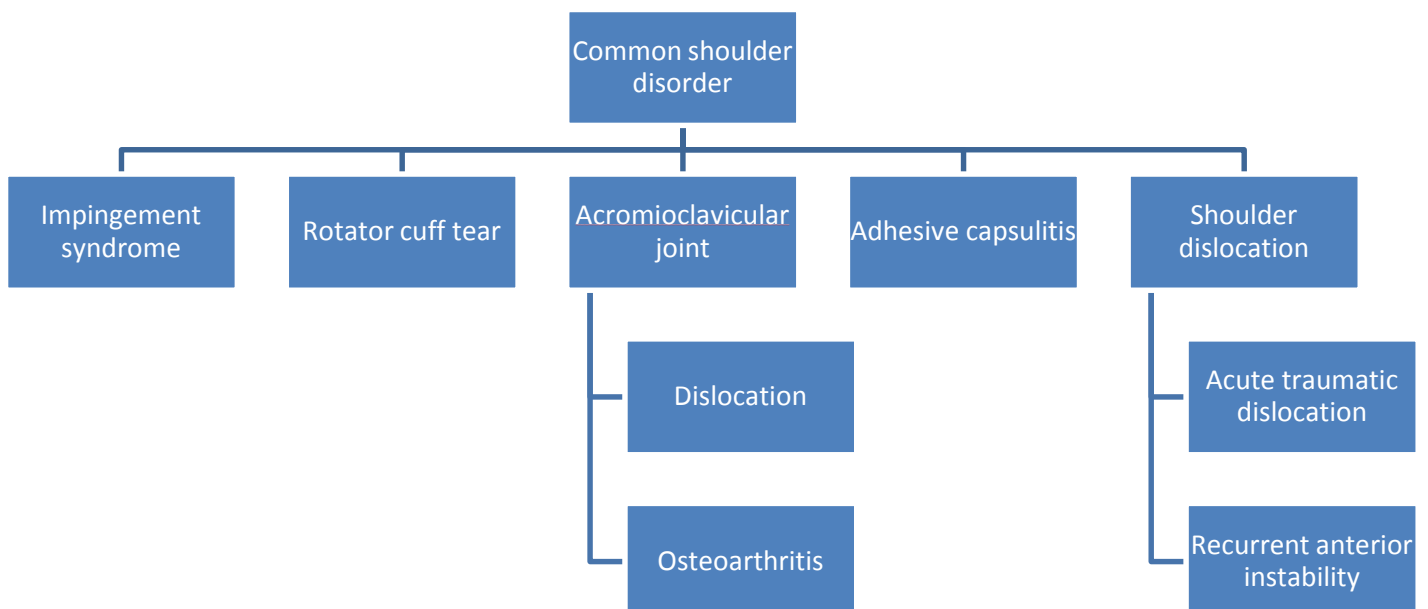 Common shoulder
disorder
Impingement
syndrome
Rotator cuff tear
Acromioclavicular
joint
Adhesive capsulitis
Shoulder
dislocation
Dislocation
Acute traumatic
dislocation
Osteoarthritis
Recurrent anterior
instability